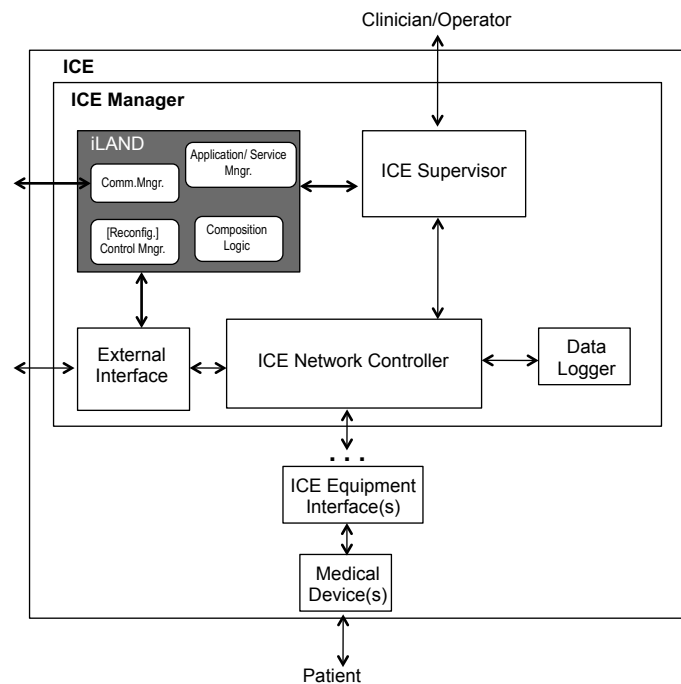 Clinician/Operator
ICE
ICE Manager
iLAND
Application/ Service
Mngr.
Comm.Mngr.
[Reconfig.]
Control Mngr.
Composition
Logic
ICE Supervisor
External
Interface
ICE Network Controller
Data
Logger
. . .
ICE Equipment
Interface(s)
Medical
Device(s)
Patient